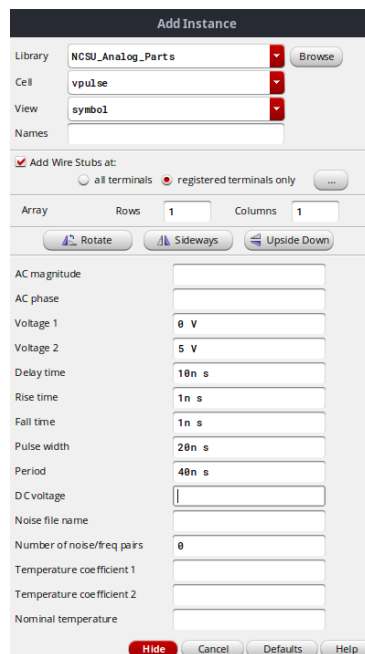 Add Instance
Library NCSU_Analog_Parts Browse
Cell vpulse
View symbol
Names
Add Wire Stubs at:
all terminals registered terminals only ...
Array Rows 1 Columns 1
Rotate Sideways Upside Down
AC magnitude
AC phase
Voltage 1 0 V
Voltage 2 5 V
Delay time 10n s
Rise time 1n s
Fall time 1n s
Pulse width 20n s
Period 40n s
DC voltage
Noise file name
Number of noise/freq pairs 0
Temperature coefficient 1
Temperature coefficient 2
Nominal temperature
Hide Cancel Defaults Help